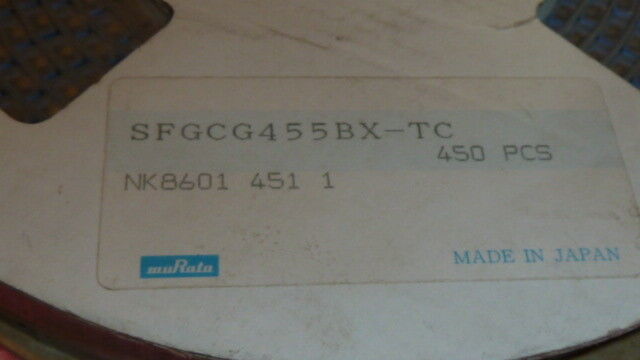 SFGCG455BX-TC
450 PCS
NK8601 451 1
muRata
MADE IN JAPAN